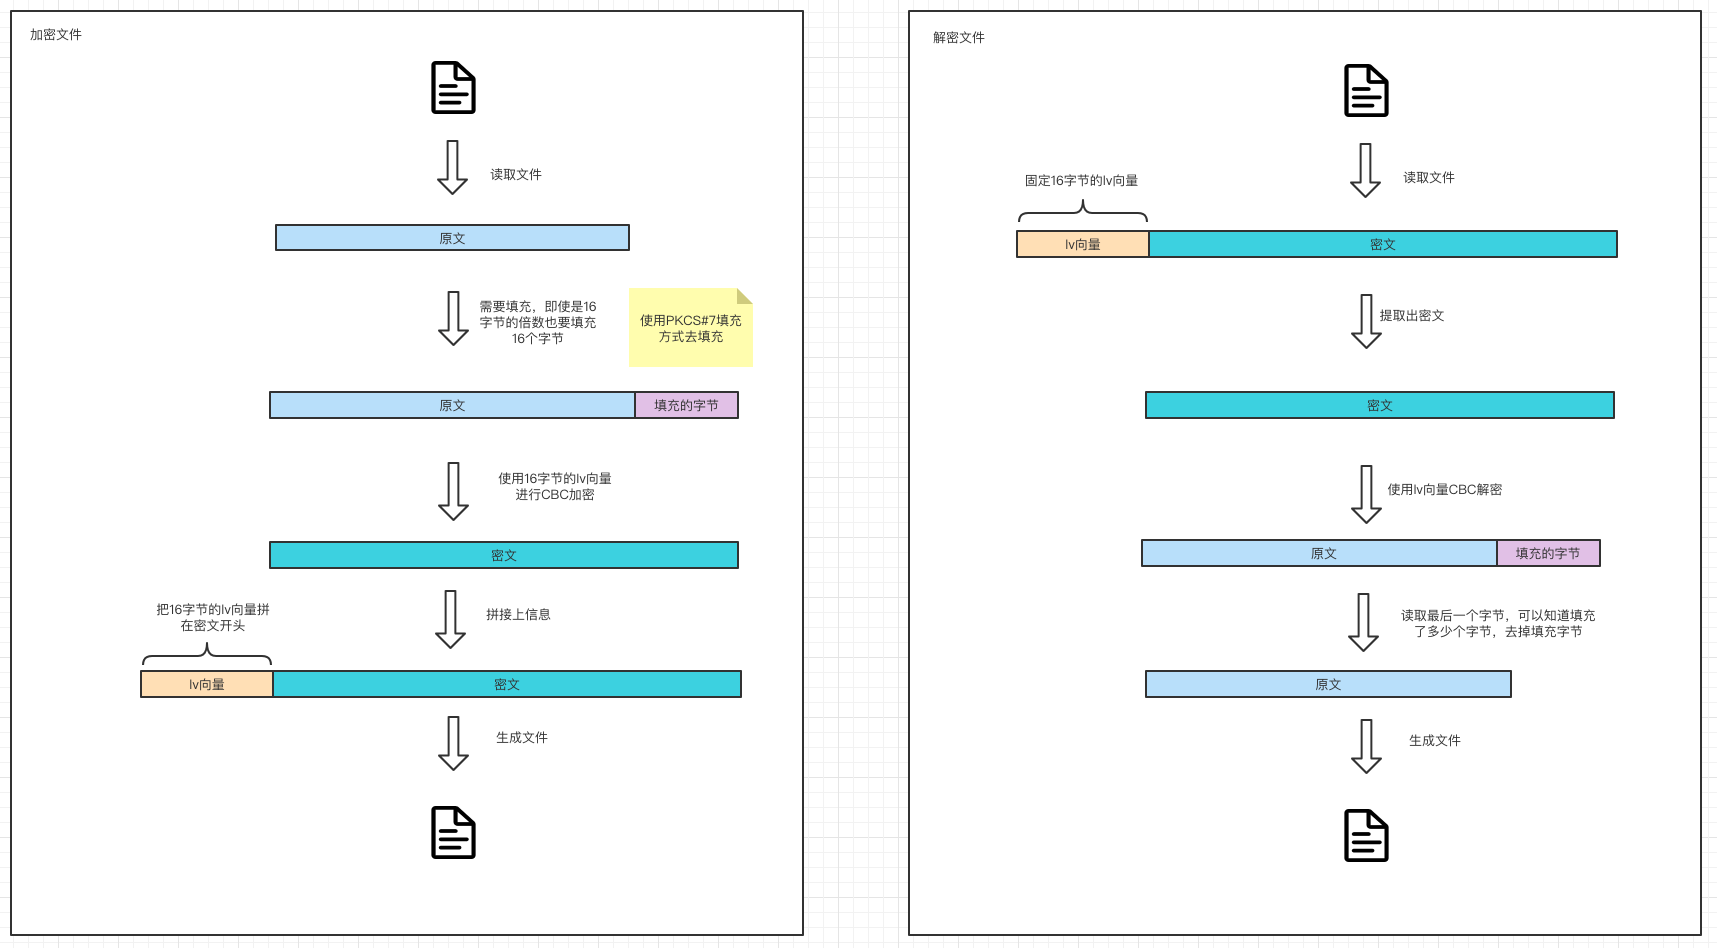 加密文件
读取文件
原文
需要填充，即使是16
字节的倍数也要填充
16个字节
使用PKCS#7填充
方式去填充
原文
填充的字节
使用16字节的Iv向量
进行CBC加密
密文
把16字节的Iv向量拼
在密文开头
拼接上信息
Iv向量
密文
生成文件
解密文件
读取文件
固定16字节的Iv向量
Iv向量
密文
提取出密文
密文
使用Iv向量CBC解密
原文
填充的字节
读取最后一个字节，可以知道填充
了多少个字节，去掉填充字节
原文
生成文件